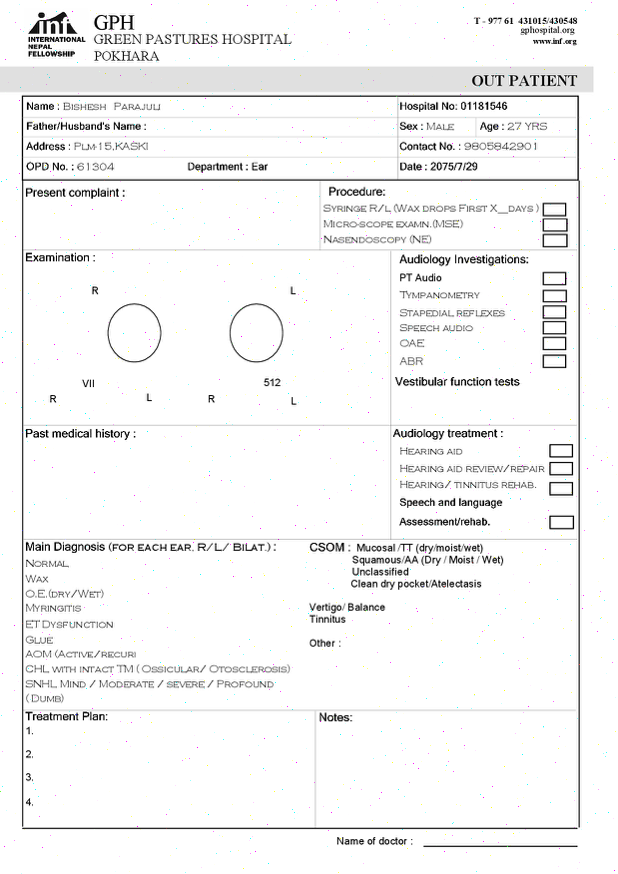 inf
INTERNATIONAL
NEPAL
FELLOWSHIP
GPH
GREEN PASTURES HOSPITAL
POKHARA
T - 977 61 431015/430548
gphospital.org
www.inf.org
OUT PATIENT
Name : BISHESH PARAJULI Hospital No: 01181546
Father/Husband's Name : Sex : MALE Age : 27 YRS
Address : PLM-15,KASKI Contact No. : 9805842901
OPD No. : 61304 Department : Ear Date : 2075/7/29
Present complaint :
Procedure:
SYRINGE R/L (WAX DROPS FIRST X__DAYS )
MICRO-SCOPE EXAMN.(MSE)
NASENDOSCOPY (NE)
Examination :
R L
VII 512
R L R L
Audiology Investigations:
PT Audio
TYMPANOMETRY
STAPEDIAL REFLEXES
SPEECH AUDIO
OAE
ABR
Vestibular function tests
Past medical history :
Audiology treatment :
HEARING AID
HEARING AID REVIEW/REPAIR
HEARING/ TINNITUS REHAB.
Speech and language
Assessment/rehab.
Main Diagnosis (FOR EACH EAR, R/L/ BILAT.) :
NORMAL,
WAX
O.E.(DRY/WET)
MYRINGITIS
ET DYSFUNCTION
GLUE
AOM (ACTIVE/RECUR)
CHL WITH INTACT TM ( OSSICULAR/ OTOSCLEROSIS)
SNHL, MIND / MODERATE / SEVERE / PROFOUND
( DUMB)
CSOM : Mucosal /TT (dry/moist/wet)
Squamous/AA (Dry / Moist / Wet)
Unclassified
Clean dry pocket/Atelectasis
Vertigo/ Balance
Tinnitus
Other :
Treatment Plan:
1.
2.
3.
4.
Notes:
Name of doctor :